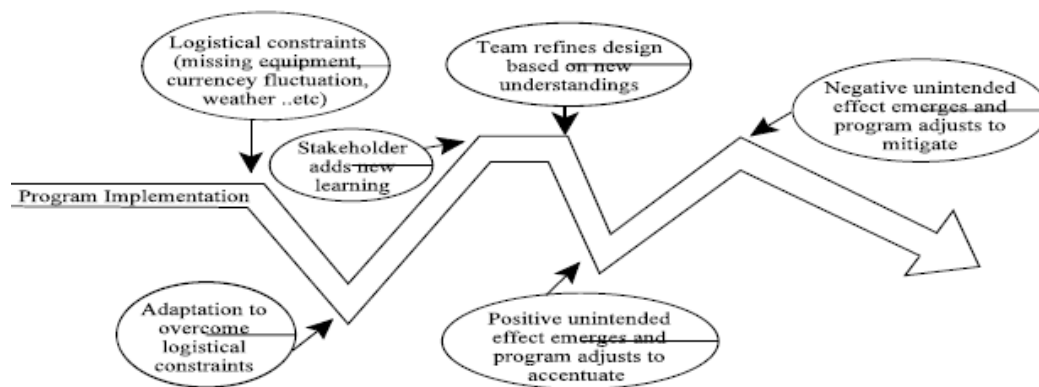 Logistical constraints
(missing equipment,
currencey fluctuation,
weather ..etc)
Team refines design
based on new
understandings
Negative unintended
effect emerges and
program adjusts to
mitigate
Stakeholder
adds new
learning
Program Implementation
Adaptation to
overcome
logistical
constraints
Positive unintended
effect emerges and
program adjusts to
accentuate